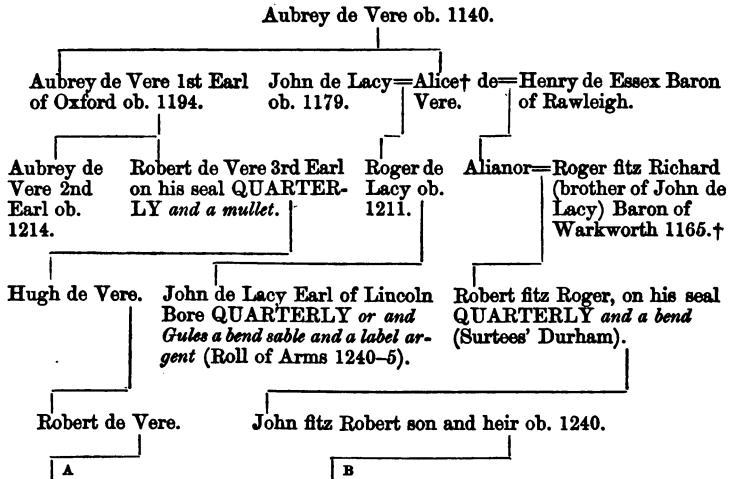 Aubrey de Vere ob. 1140.
Aubrey de Vere 1st Earl
of Oxford ob. 1194.
John de Lacy=Alice† de=Henry de Essex Baron
ob. 1179. Vere. of Rawleigh.
Aubrey de
Vere 2nd
Earl ob.
1214.
Robert de Vere 3rd Earl
on his seal QUARTER-
LY and a mullet.
Roger de
Lacy ob.
1211.
Alianor=Roger fitz Richard
(brother of John de
Lacy) Baron of
Warkworth 1165.†
Hugh de Vere.
John de Lacy Earl of Lincoln
Bore QUARTERLY or and
Gules a bend sable and a label ar-
gent (Roll of Arms 1240–5).
Robert fitz Roger, on his seal
QUARTERLY and a bend
(Surtees' Durham).
Robert de Vere.
John fitz Robert son and heir ob. 1240.
A
B